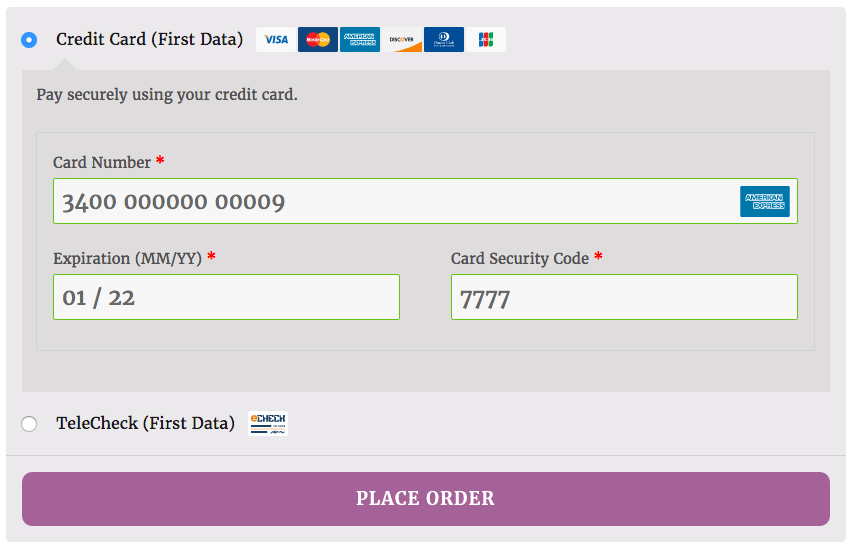 Credit Card (First Data) VISA MasterCard AMERICAN EXPRESS DISCOVER Diners Club JCB
Pay securely using your credit card.
Card Number *
3400 000000 00009 AMERICAN EXPRESS
Expiration (MM/YY) * Card Security Code *
01 / 22 7777
TeleCheck (First Data) eCHECK
PLACE ORDER